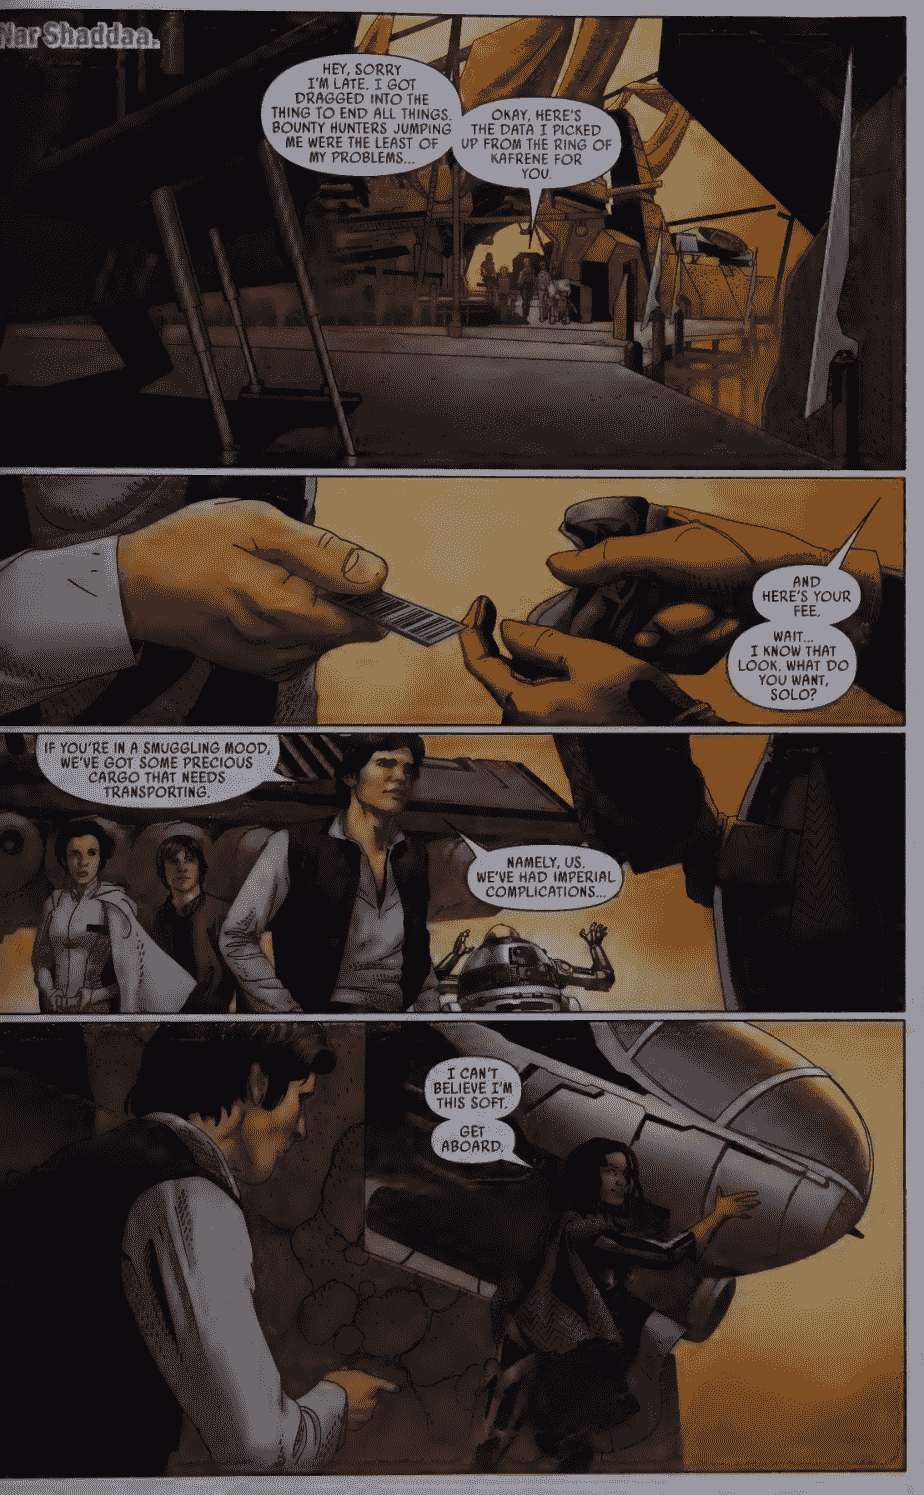 Nar Shaddaa.
HEY, SORRY
I'M LATE. I GOT
DRAGGED INTO THE
THING TO END ALL THINGS.
BOUNTY HUNTERS JUMPING
ME WERE THE LEAST OF
MY PROBLEMS...
OKAY, HERE'S
THE DATA I PICKED
UP FROM THE RING OF
KAFRENE FOR
YOU.
AND
HERE'S YOUR
FEE.
WAIT...
I KNOW THAT
LOOK. WHAT DO
YOU WANT,
SOLO?
IF YOU'RE IN A SMUGGLING MOOD,
WE'VE GOT SOME PRECIOUS
CARGO THAT NEEDS
TRANSPORTING.
NAMELY, US.
WE'VE HAD IMPERIAL
COMPLICATIONS...
I CAN'T
BELIEVE I'M
THIS SOFT.
GET
ABOARD.